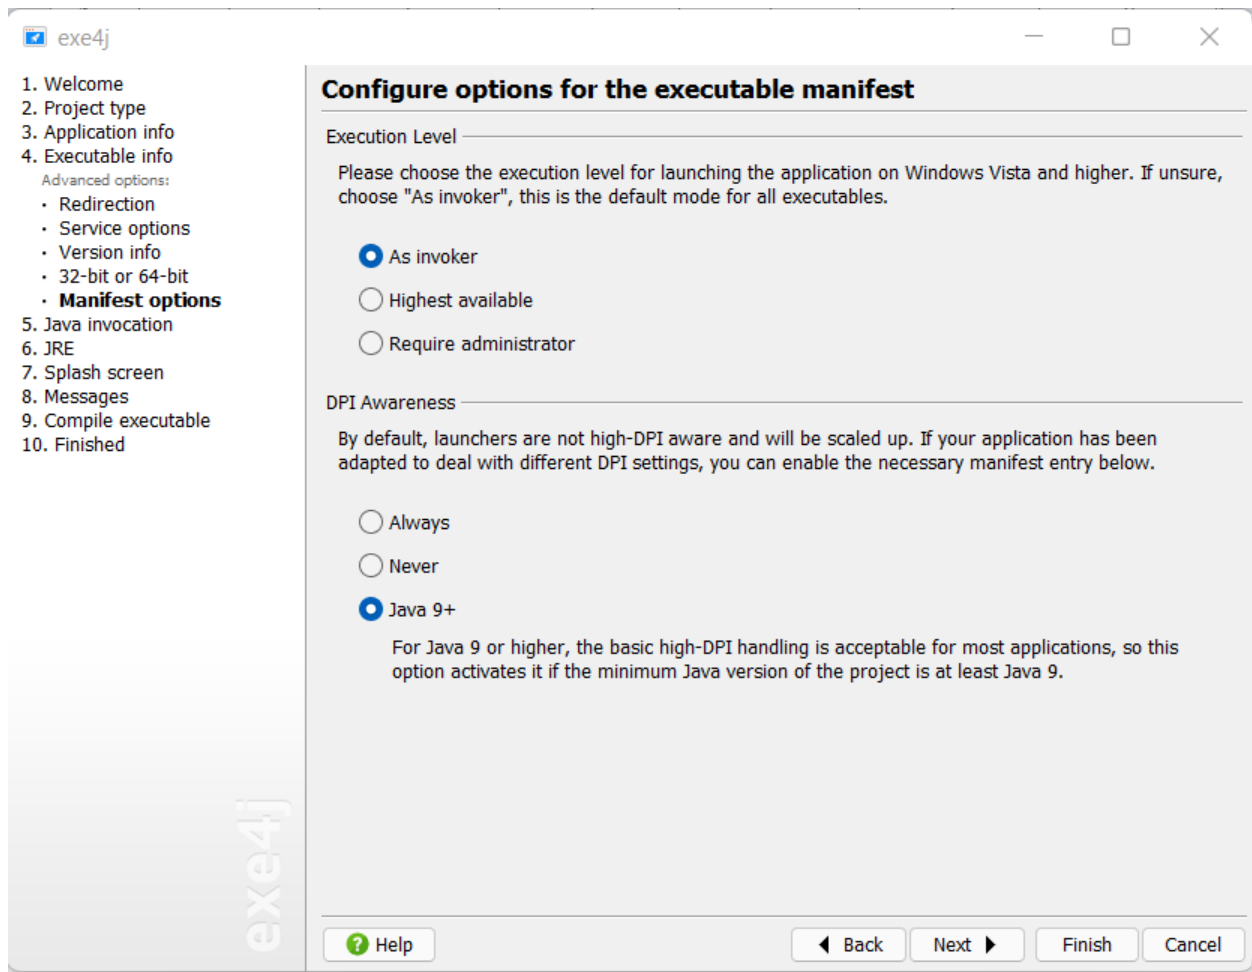 exe4j
1. Welcome
2. Project type
3. Application info
4. Executable info
Advanced options:
· Redirection
· Service options
· Version info
· 32-bit or 64-bit
· Manifest options
5. Java invocation
6. JRE
7. Splash screen
8. Messages
9. Compile executable
10. Finished
exe4j
Configure options for the executable manifest
Execution Level
Please choose the execution level for launching the application on Windows Vista and higher. If unsure,
choose "As invoker", this is the default mode for all executables.
As invoker
Highest available
Require administrator
DPI Awareness
By default, launchers are not high-DPI aware and will be scaled up. If your application has been
adapted to deal with different DPI settings, you can enable the necessary manifest entry below.
Always
Never
Java 9+
For Java 9 or higher, the basic high-DPI handling is acceptable for most applications, so this
option activates it if the minimum Java version of the project is at least Java 9.
? Help
Back
Next
Finish
Cancel